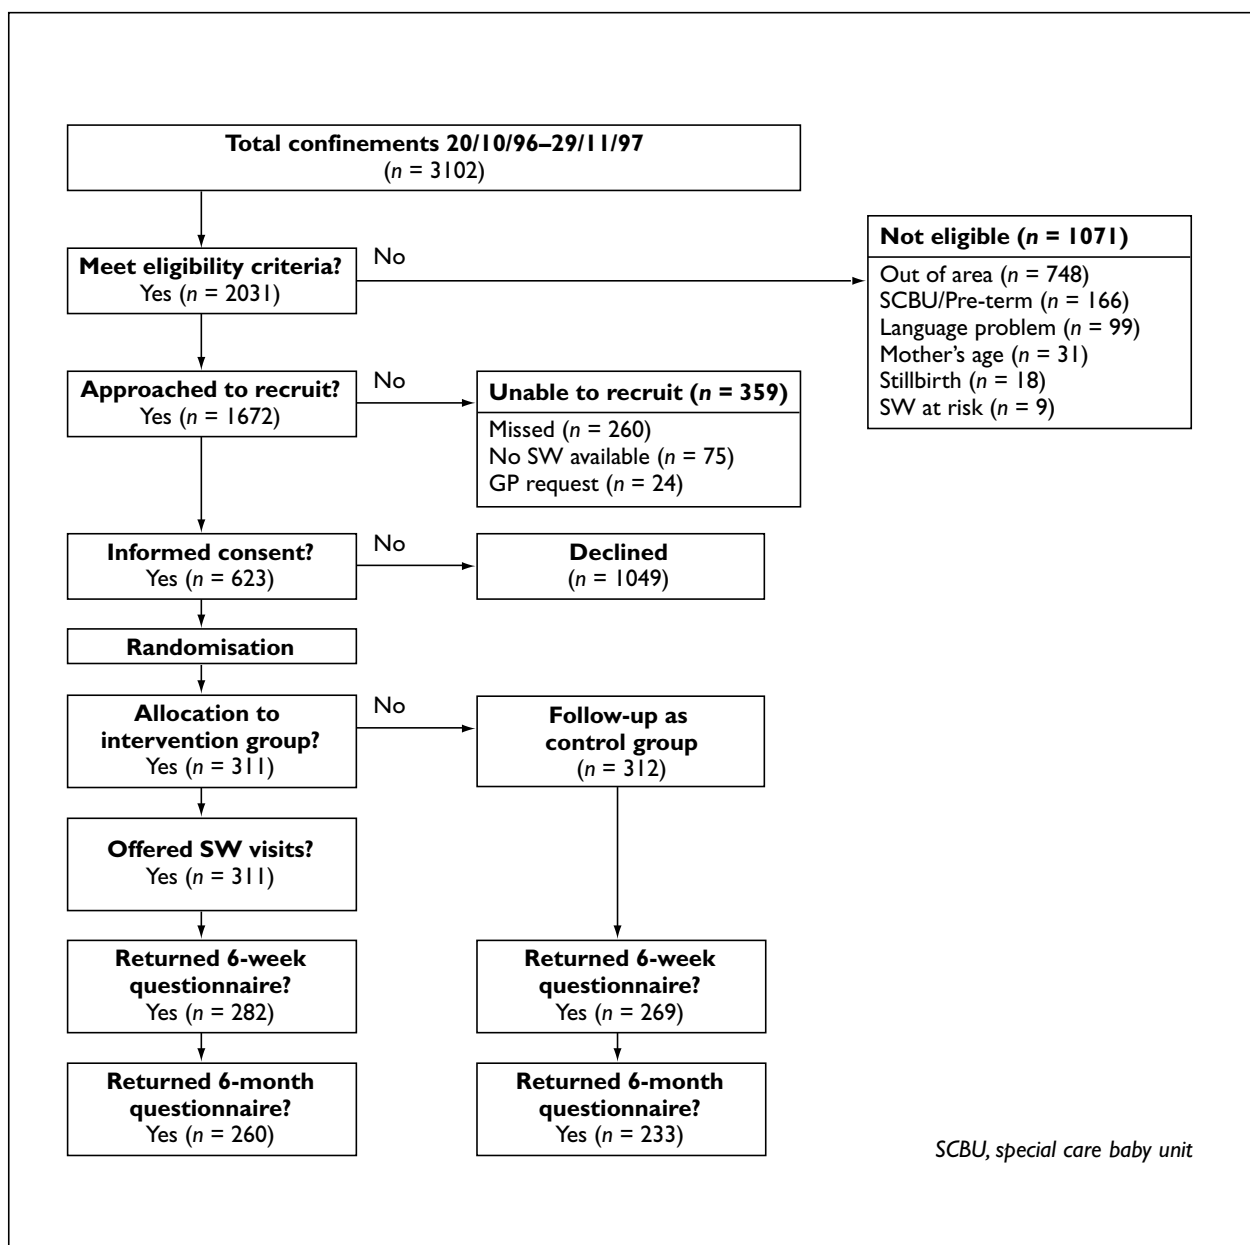 Total confinements 20/10/96–29/11/97
(n = 3102)
Meet eligibility criteria?
Yes (n = 2031)
No
Not eligible (n = 1071)
Out of area (n = 748)
SCBU/Pre-term (n = 166)
Language problem (n = 99)
Mother's age (n = 31)
Stillbirth (n = 18)
SW at risk (n = 9)
Approached to recruit?
Yes (n = 1672)
No
Unable to recruit (n = 359)
Missed (n = 260)
No SW available (n = 75)
GP request (n = 24)
Informed consent?
Yes (n = 623)
No
Declined
(n = 1049)
Randomisation
Allocation to
intervention group?
Yes (n = 311)
No
Follow-up as
control group
(n = 312)
Offered SW visits?
Yes (n = 311)
Returned 6-week
questionnaire?
Yes (n = 282)
Returned 6-week
questionnaire?
Yes (n = 269)
Returned 6-month
questionnaire?
Yes (n = 260)
Returned 6-month
questionnaire?
Yes (n = 233)
SCBU, special care baby unit